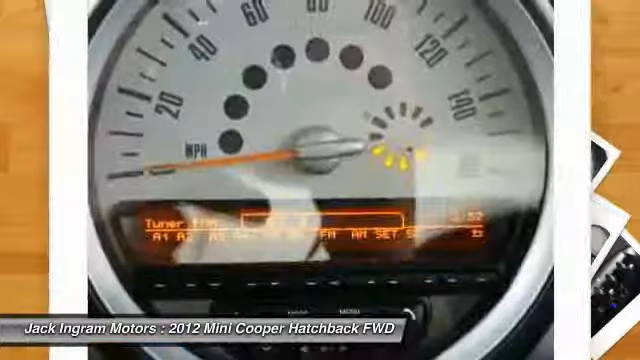 60
80
100
40
120
20
140
MPH
Tuner FM
A1 A2
FM AM SET
Jack Ingram Motors : 2012 Mini Cooper Hatchback FWD